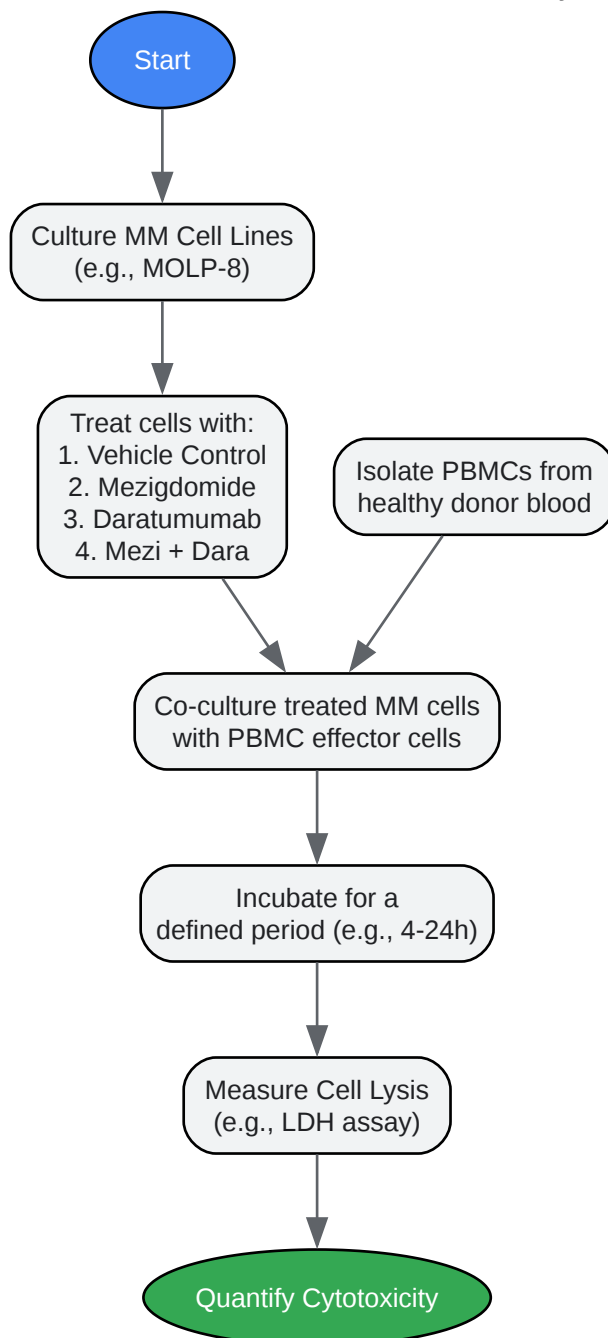 Start
Culture MM Cell Lines
(e.g., MOLP-8)
Treat cells with:
1. Vehicle Control
2. Mezigdomide
3. Daratumumab
4. Mezi + Dara
Isolate PBMCs from
healthy donor blood
Co-culture treated MM cells
with PBMC effector cells
Incubate for a
defined period (e.g., 4-24h)
Measure Cell Lysis
(e.g., LDH assay)
Quantify Cytotoxicity